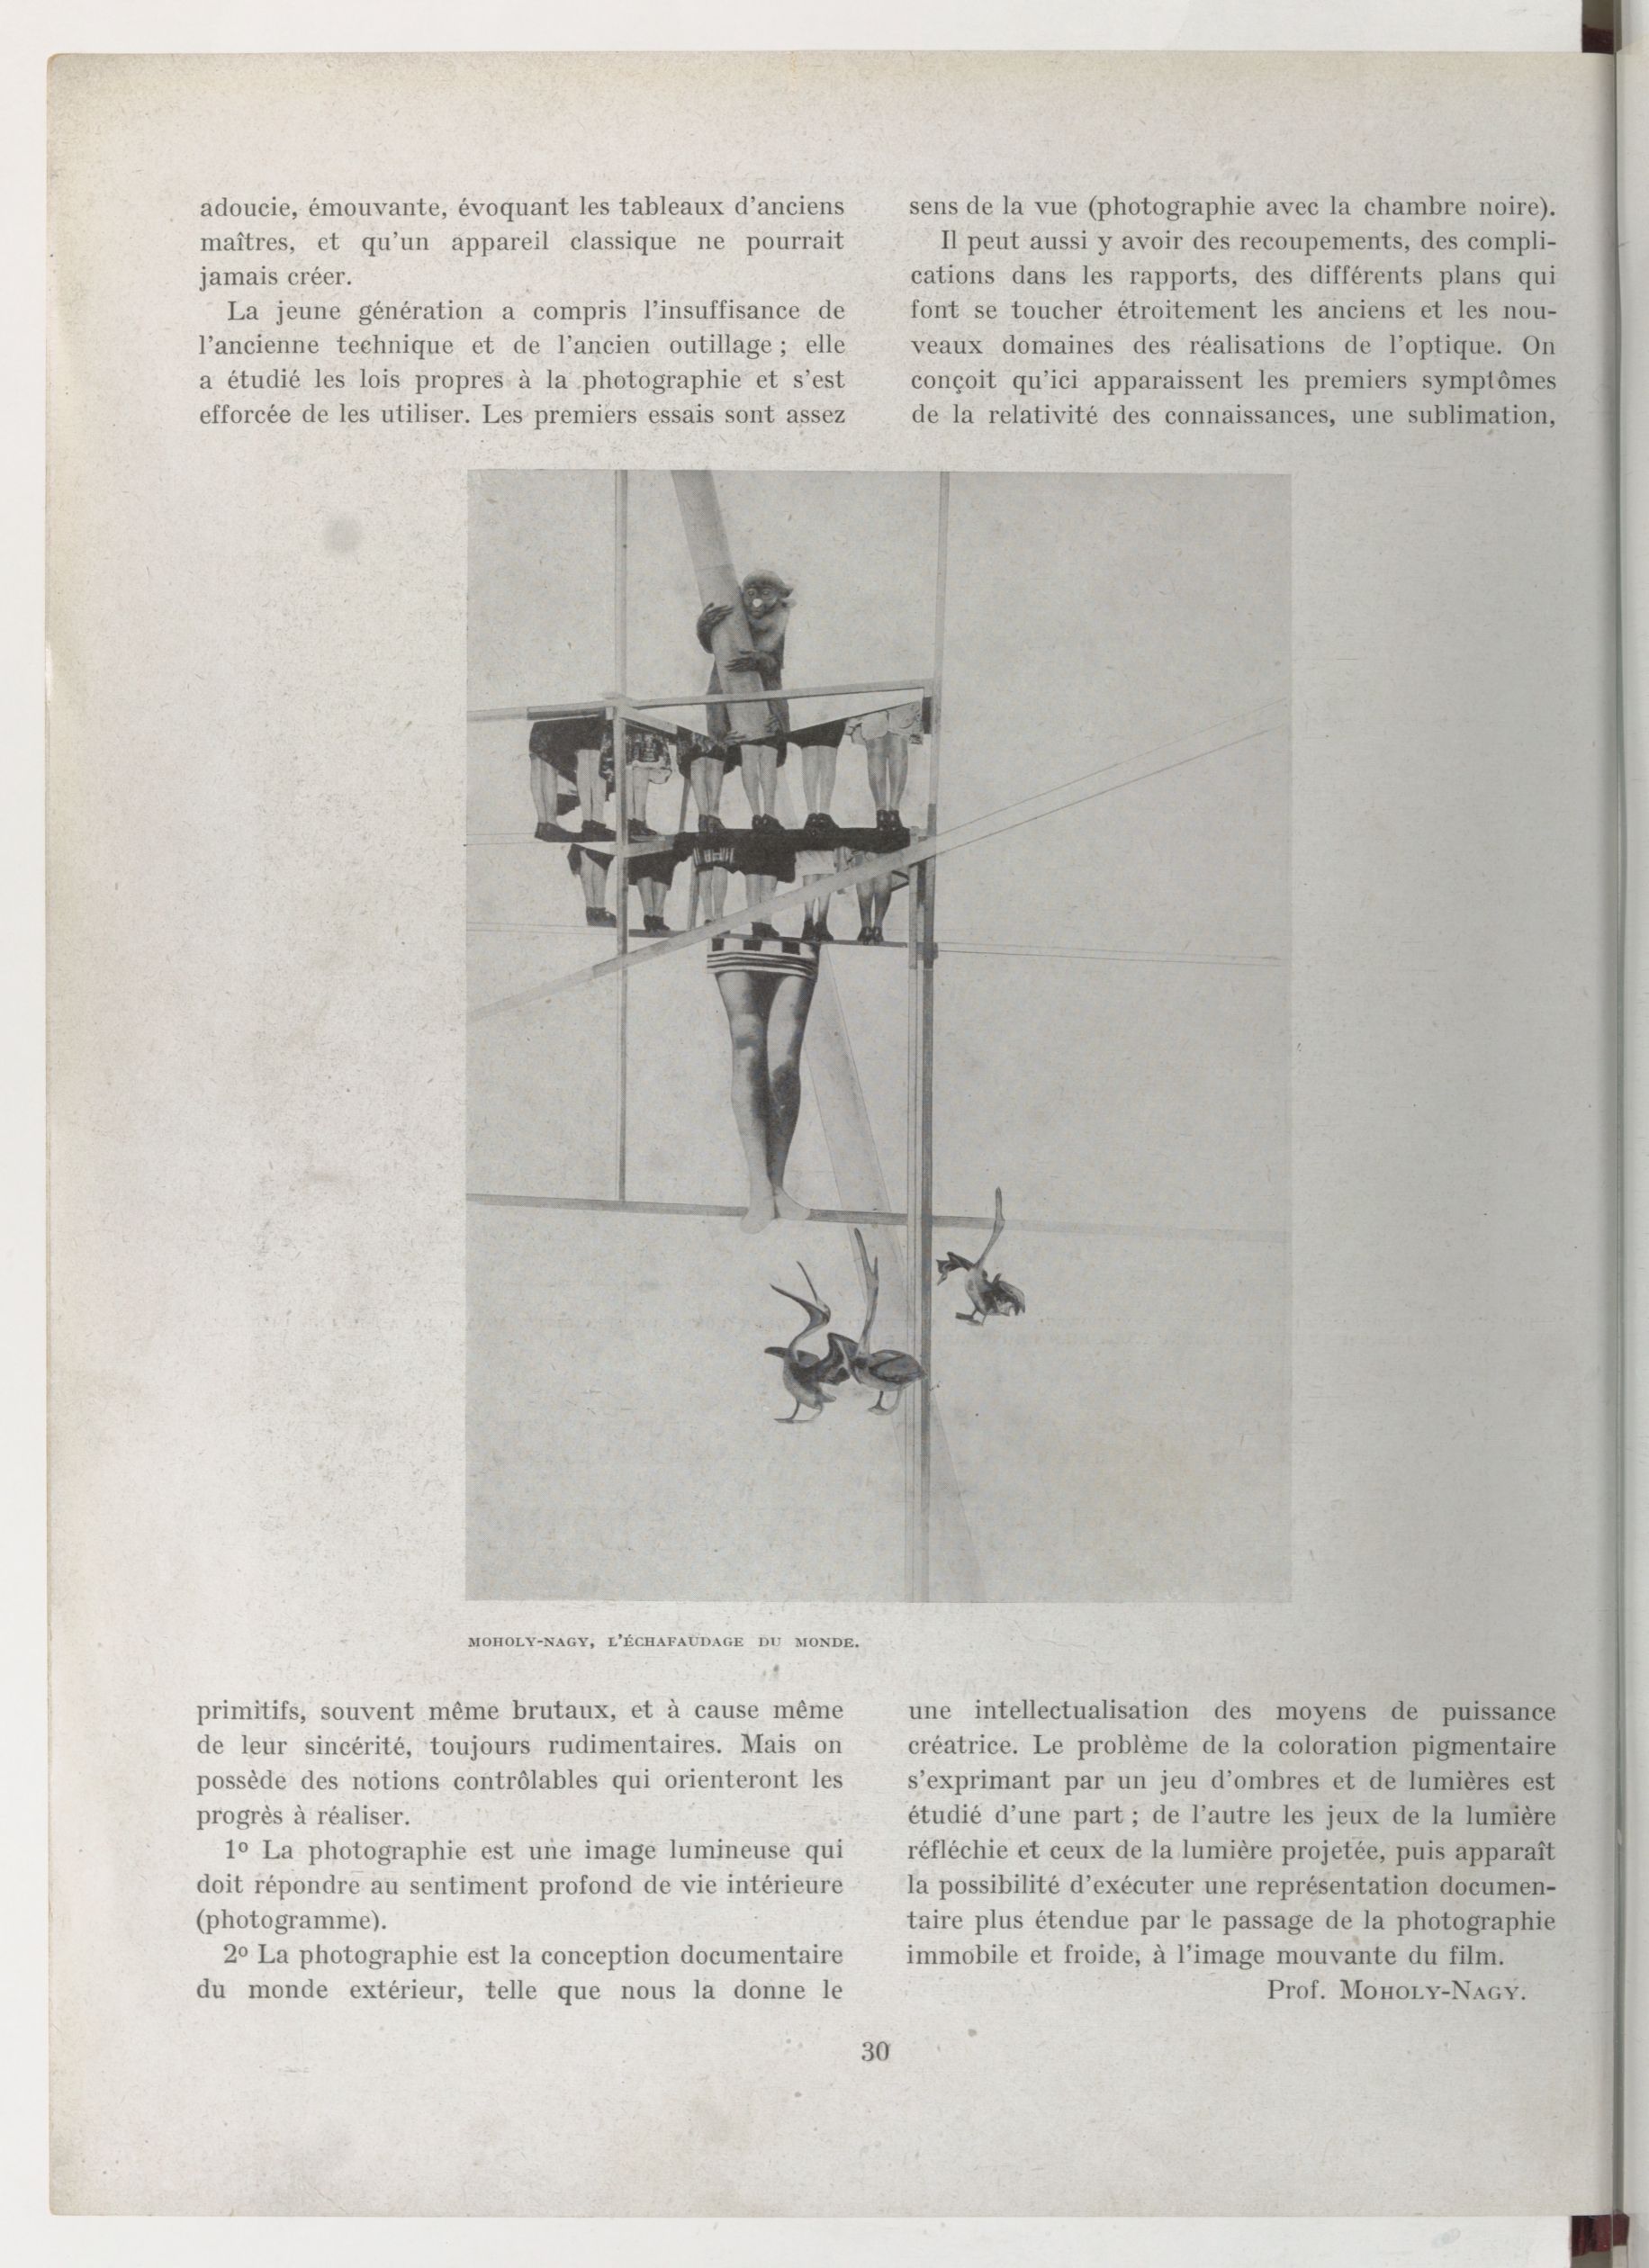 adoucie, émouvante, évoquant les tableaux d'anciens
maîtres, et qu'un appareil classique ne pourrait
jamais créer.
La jeune génération a compris l'insuffisance de
l'ancienne technique et de l'ancien outillage ; elle
a étudié les lois propres à la photographie et s'est
efforcée de les utiliser. Les premiers essais sont assez
primitifs, souvent même brutaux, et à cause même
de leur sincérité, toujours rudimentaires. Mais on
possède des notions contrôlables qui orienteront les
progrès à réaliser.
1º La photographie est une image lumineuse qui
doit répondre au sentiment profond de vie intérieure
(photogramme).
2º La photographie est la conception documentaire
du monde extérieur, telle que nous la donne le
sens de la vue (photographie avec la chambre noire).
Il peut aussi y avoir des recoupements, des compli-
cations dans les rapports, des différents plans qui
font se toucher étroitement les anciens et les nou-
veaux domaines des réalisations de l'optique. On
conçoit qu'ici apparaissent les premiers symptômes
de la relativité des connaissances, une sublimation,
une intellectualisation des moyens de puissance
créatrice. Le problème de la coloration pigmentaire
s'exprimant par un jeu d'ombres et de lumières est
étudié d'une part ; de l'autre les jeux de la lumière
réfléchie et ceux de la lumière projetée, puis apparaît
la possibilité d'exécuter une représentation documen-
taire plus étendue par le passage de la photographie
immobile et froide, à l'image mouvante du film.
Prof. MOHOLY-NAGY.
MOHOLY-NAGY, L'ÉCHAFAUDAGE DU MONDE.
30